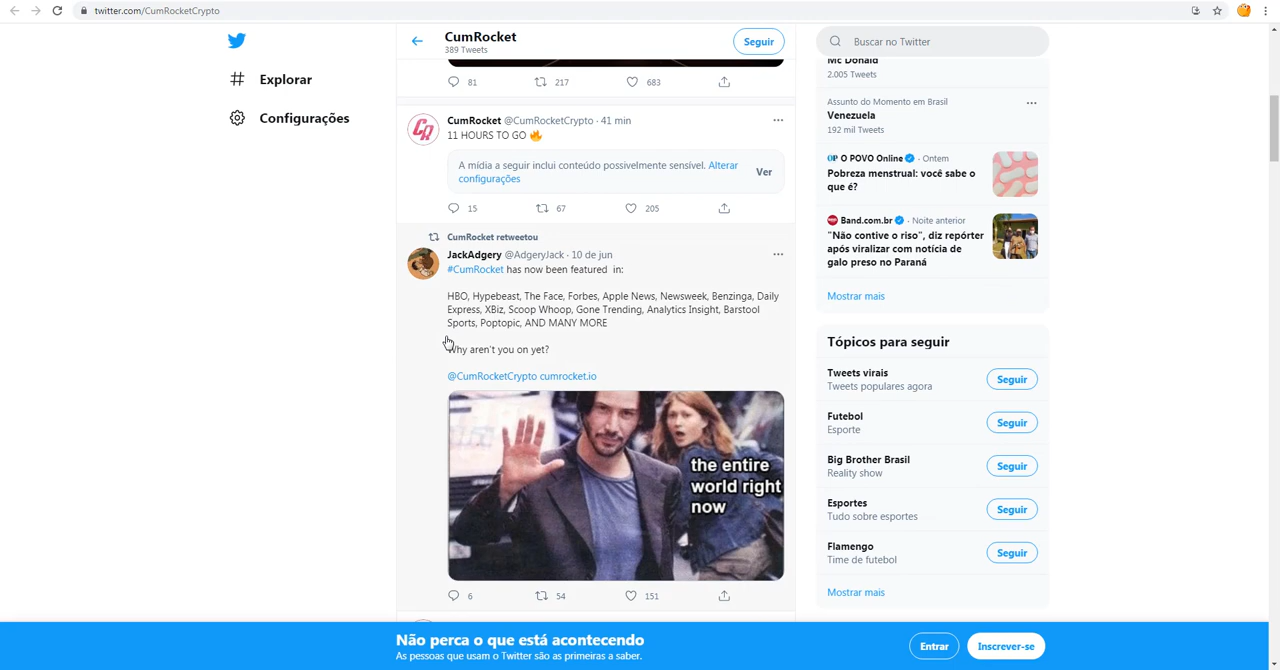 twitter.com/CumRocketCrypto
Explorar
Configurações
CumRocket
389 Tweets
Seguir
81 217 683
CumRocket @CumRocketCrypto · 41 min
11 HOURS TO GO 🔥
A mídia a seguir inclui conteúdo possivelmente sensível. Alterar
configurações
Ver
15 67 205
CumRocket retweetou
JackAdgery @AdgeryJack · 10 de jun
#CumRocket has now been featured in:
HBO, Hypebeast, The Face, Forbes, Apple News, Newsweek, Benzinga, Daily
Express, XBiz, Scoop Whoop, Gone Trending, Analytics Insight, Barstool
Sports, Poptopic, AND MANY MORE
Why aren't you on yet?
@CumRocketCrypto cumrocket.io
the entire
world right
now
6 54 151
Buscar no Twitter
Mc Donald
2.005 Tweets
Assunto do Momento em Brasil
Venezuela
192 mil Tweets
OP O POVO Online · Ontem
Pobreza menstrual: você sabe o
que é?
Band.com.br · Noite anterior
"Não contive o riso", diz repórter
após viralizar com notícia de
galo preso no Paraná
Mostrar mais
Tópicos para seguir
Tweets virais
Tweets populares agora
Seguir
Futebol
Esporte
Seguir
Big Brother Brasil
Reality show
Seguir
Esportes
Tudo sobre esportes
Seguir
Flamengo
Time de futebol
Seguir
Mostrar mais
Não perca o que está acontecendo
As pessoas que usam o Twitter são as primeiras a saber.
Entrar
Inscrever-se